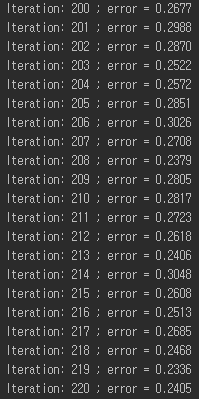 Iteration: 200 ; error = 0.2677
Iteration: 201 ; error = 0.2988
Iteration: 202 ; error = 0.2870
Iteration: 203 ; error = 0.2522
Iteration: 204 ; error = 0.2572
Iteration: 205 ; error = 0.2851
Iteration: 206 ; error = 0.3026
Iteration: 207 ; error = 0.2708
Iteration: 208 ; error = 0.2379
Iteration: 209 ; error = 0.2805
Iteration: 210 ; error = 0.2817
Iteration: 211 ; error = 0.2723
Iteration: 212 ; error = 0.2618
Iteration: 213 ; error = 0.2406
Iteration: 214 ; error = 0.3048
Iteration: 215 ; error = 0.2608
Iteration: 216 ; error = 0.2513
Iteration: 217 ; error = 0.2685
Iteration: 218 ; error = 0.2468
Iteration: 219 ; error = 0.2336
Iteration: 220 ; error = 0.2405